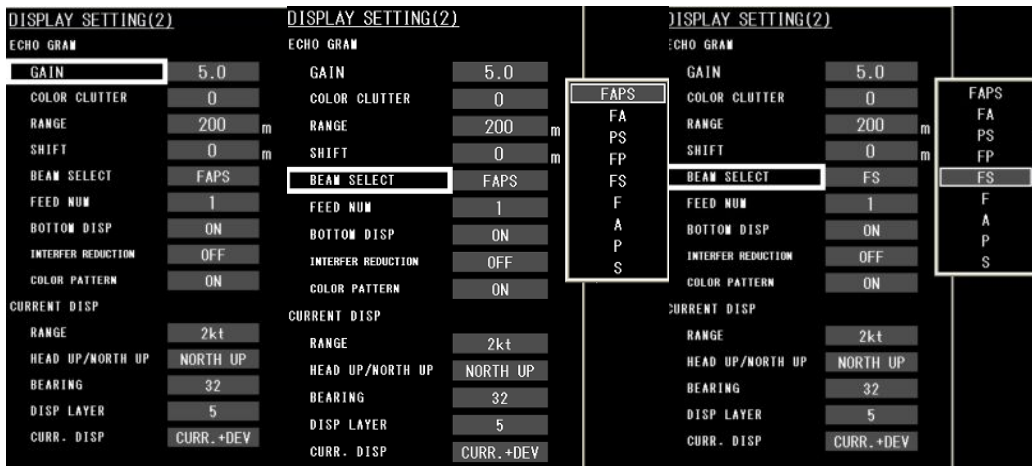 DISPLAY SETTING(2)
ECHO GRAM
GAIN 5.0
COLOR CLUTTER 0
RANGE 200 m
SHIFT 0 m
BEAM SELECT FAPS
FEED NUM 1
BOTTOM DISP ON
INTERFER REDUCTION OFF
COLOR PATTERN ON
CURRENT DISP
RANGE 2kt
HEAD UP/NORTH UP NORTH UP
BEARING 32
DISP LAYER 5
CURR. DISP CURR.+DEV
DISPLAY SETTING(2)
ECHO GRAM
GAIN 5.0
COLOR CLUTTER 0
RANGE 200 m
SHIFT 0 m
BEAM SELECT FAPS
FEED NUM 1
BOTTOM DISP ON
INTERFER REDUCTION OFF
COLOR PATTERN ON
CURRENT DISP
RANGE 2kt
HEAD UP/NORTH UP NORTH UP
BEARING 32
DISP LAYER 5
CURR. DISP CURR.+DEV
FAPS
FA
PS
FP
FS
F
A
P
S
DISPLAY SETTING(2)
ECHO GRAM
GAIN 5.0
COLOR CLUTTER 0
RANGE 200 m
SHIFT 0 m
BEAM SELECT FS
FEED NUM 1
BOTTOM DISP ON
INTERFER REDUCTION OFF
COLOR PATTERN ON
CURRENT DISP
RANGE 2kt
HEAD UP/NORTH UP NORTH UP
BEARING 32
DISP LAYER 5
CURR. DISP CURR.+DEV
FAPS
FA
PS
FP
FS
F
A
P
S